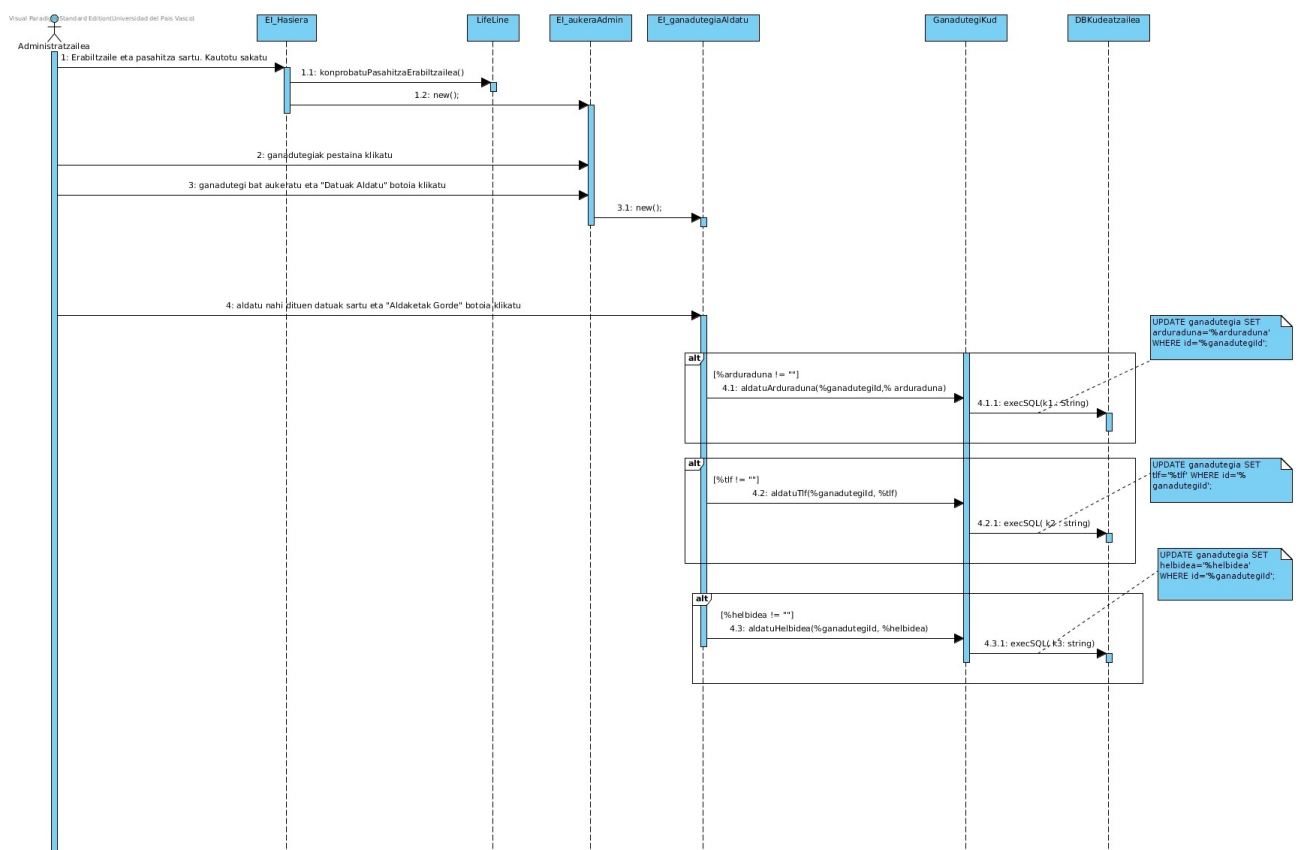 Visual Paradigm Standard Edition(Universidad del Pais Vasco)
Administratzailea
EI_Hasiera
LifeLine
EI_aukeraAdmin
EI_ganadutegiaAldatu
GanadutegiKud
DBKudeatzailea
1: Erabiltzaile eta pasahitza sartu. Kautotu sakatu
1.1: konprobatuPasahitzaErabiltzailea()
1.2: new();
2: ganadutegiak pestaina klikatu
3: ganadutegi bat aukeratu eta "Datuak Aldatu" botoia klikatu
3.1: new();
4: aldatu nahi dituen datuak sartu eta "Aldaketak Gorde" botoia klikatu
UPDATE ganadutegia SET
arduraduna='%arduraduna'
WHERE id='%ganadutegiId';
alt
[%arduraduna != ""]
4.1: aldatuArduraduna(%ganadutegiId,% arduraduna)
4.1.1: execSQL(k1 : String)
alt
[%tlf != ""]
4.2: aldatuTlf(%ganadutegiId, %tlf)
4.2.1: execSQL( k2 : string)
UPDATE ganadutegia SET
tlf='%tlf' WHERE id='%
ganadutegiId';
UPDATE ganadutegia SET
helbidea='%helbidea'
WHERE id='%ganadutegiId';
alt
[%helbidea != ""]
4.3: aldatuHelbidea(%ganadutegiId, %helbidea)
4.3.1: execSQL( k3: string)